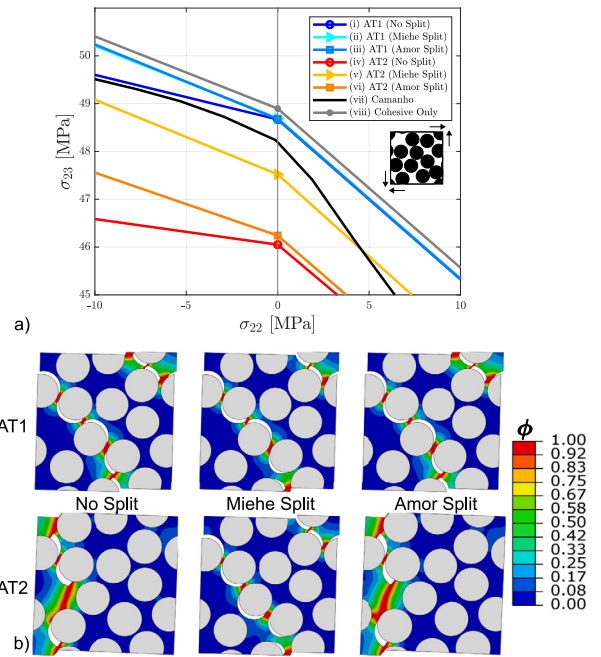 50
49
48
47
46
45
-10
-5
0
5
10
σ23 [MPa]
σ22 [MPa]
(i) AT1 (No Split)
(ii) AT1 (Miehe Split)
(iii) AT1 (Amor Split)
(iv) AT2 (No Split)
(v) AT2 (Miehe Split)
(vi) AT2 (Amor Split)
(vii) Camanho
(viii) Cohesive Only
a)
AT1
No Split Miehe Split Amor Split
AT2
b)
ϕ
1.00
0.92
0.83
0.75
0.67
0.58
0.50
0.42
0.33
0.25
0.17
0.08
0.00